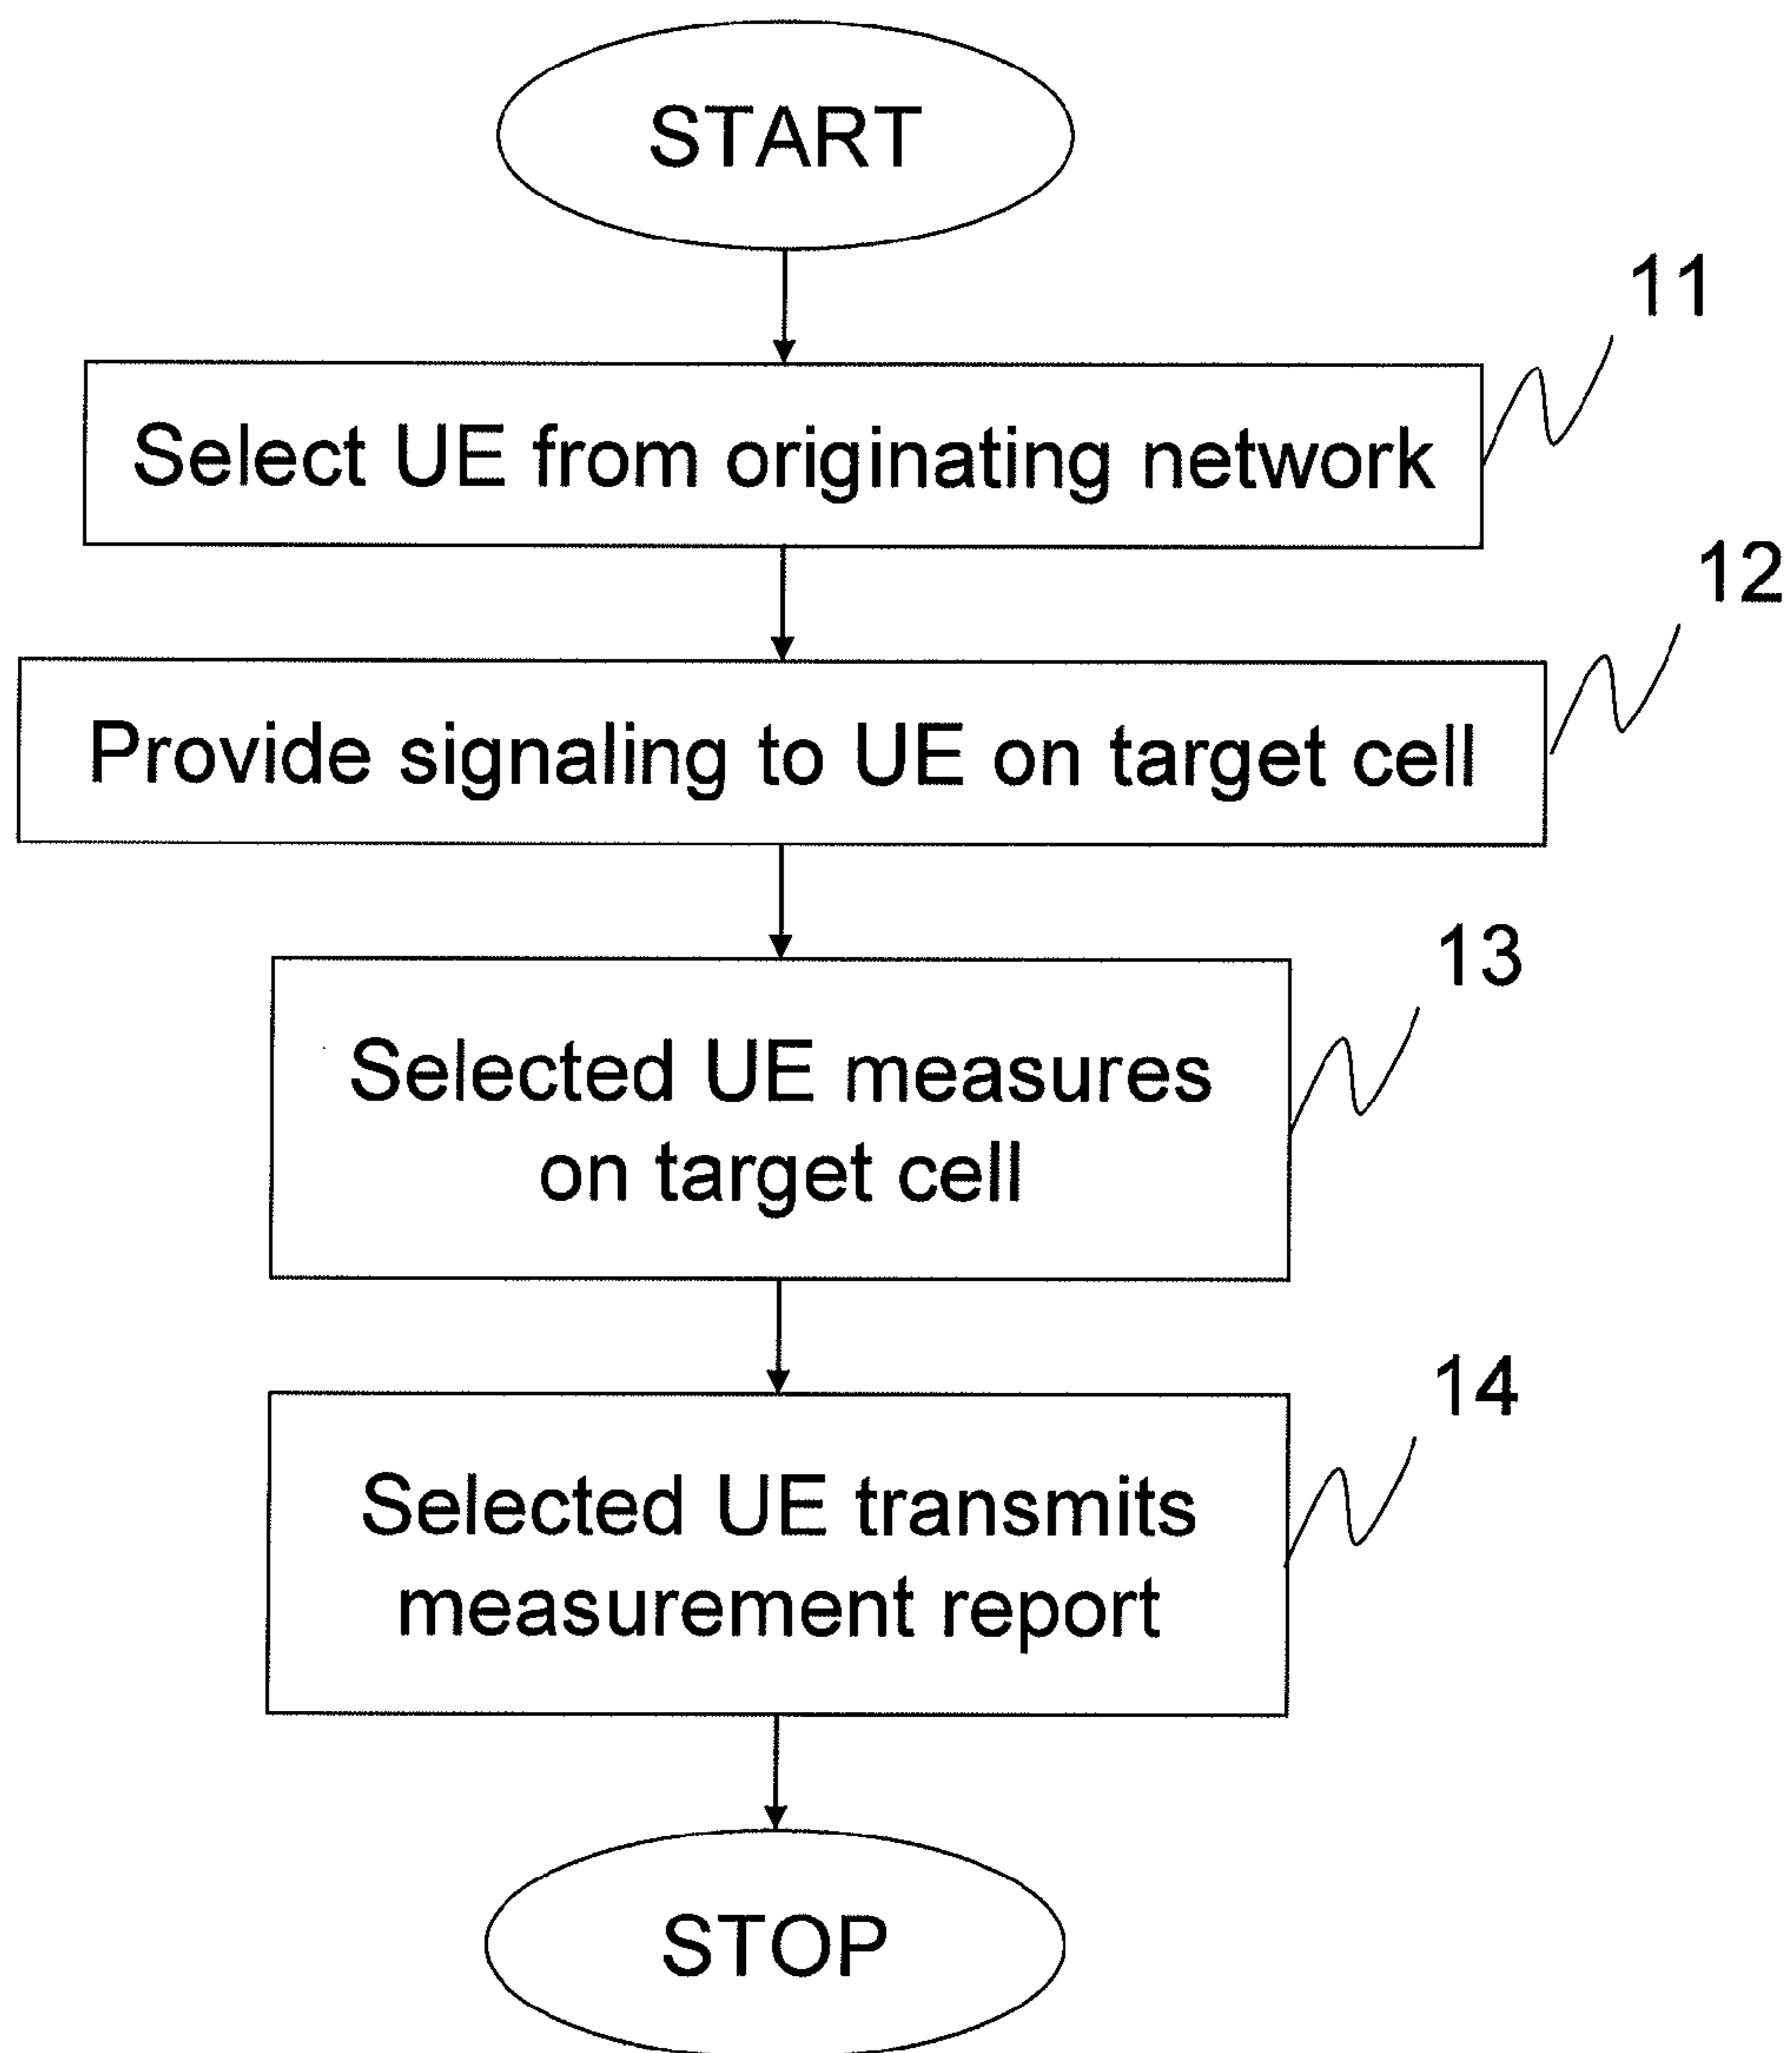 START
11
Select UE from originating network
12
Provide signaling to UE on target cell
13
Selected UE measures
on target cell
14
Selected UE transmits
measurement report
STOP